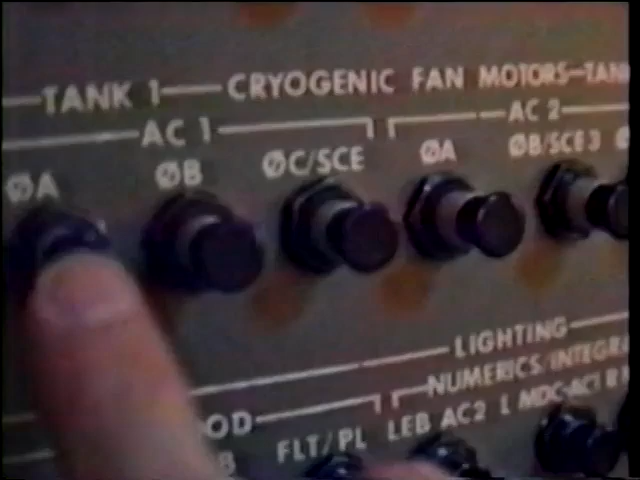 TANK 1 CRYOGENIC FAN MOTORS-TAN
AC 1 AC 2
ØA ØB ØC/SCE ØA ØB/SCE 3
LIGHTING
NUMERICS/INTEGR
OD FLT/PL LEB AC2 L MDC-AC1 R
B